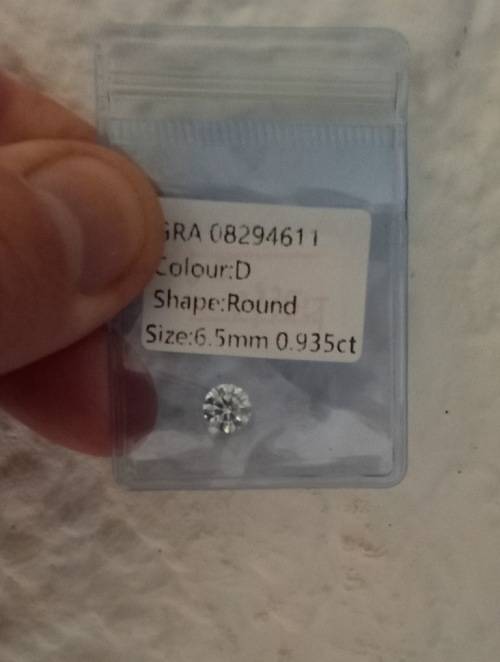 GRA 08294611
Colour:D
Shape:Round
Size:6.5mm 0.935ct